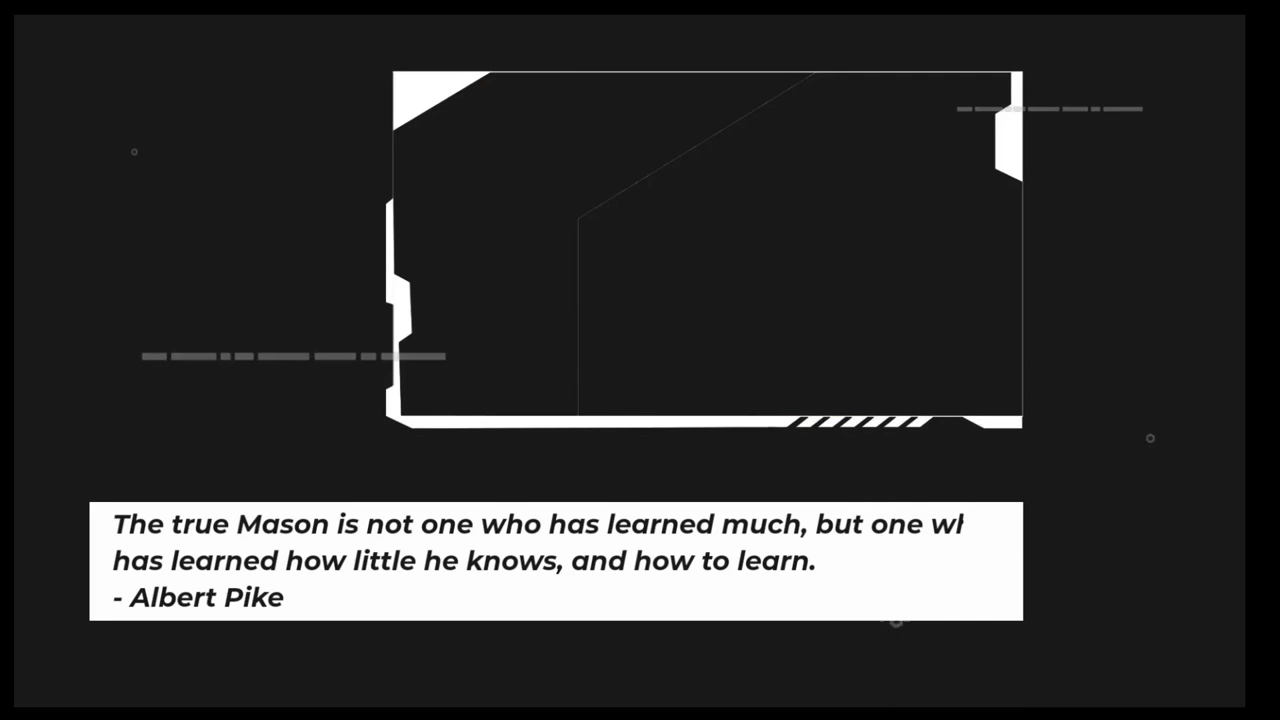 The true Mason is not one who has learned much, but one
has learned how little he knows, and how to learn.
- Albert Pike